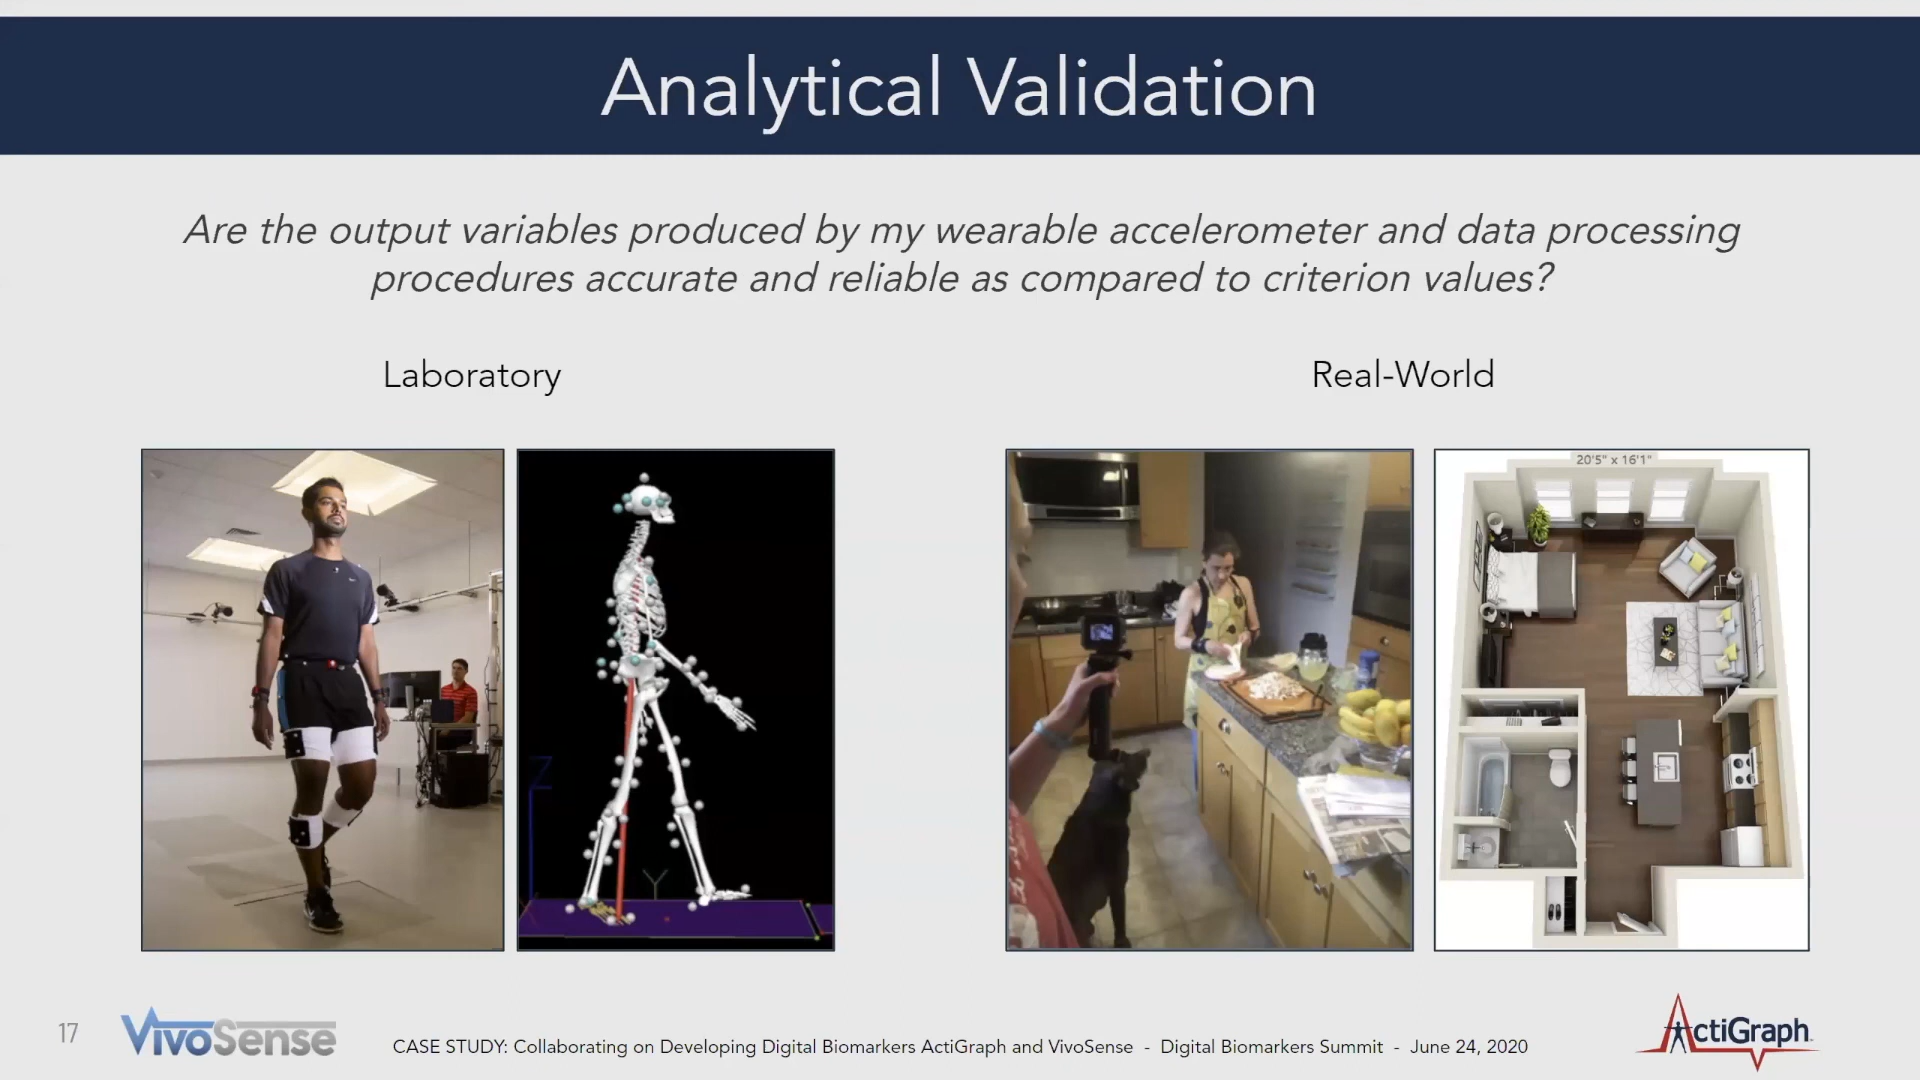 Analytical Validation
Are the output variables produced by my wearable accelerometer and data processing
procedures accurate and reliable as compared to criterion values?
Laboratory
Real-World
20'5" x 16'1"
Z
Y
17
VivoSense
CASE STUDY: Collaborating on Developing Digital Biomarkers ActiGraph and VivoSense - Digital Biomarkers Summit - June 24, 2020
ActiGraph